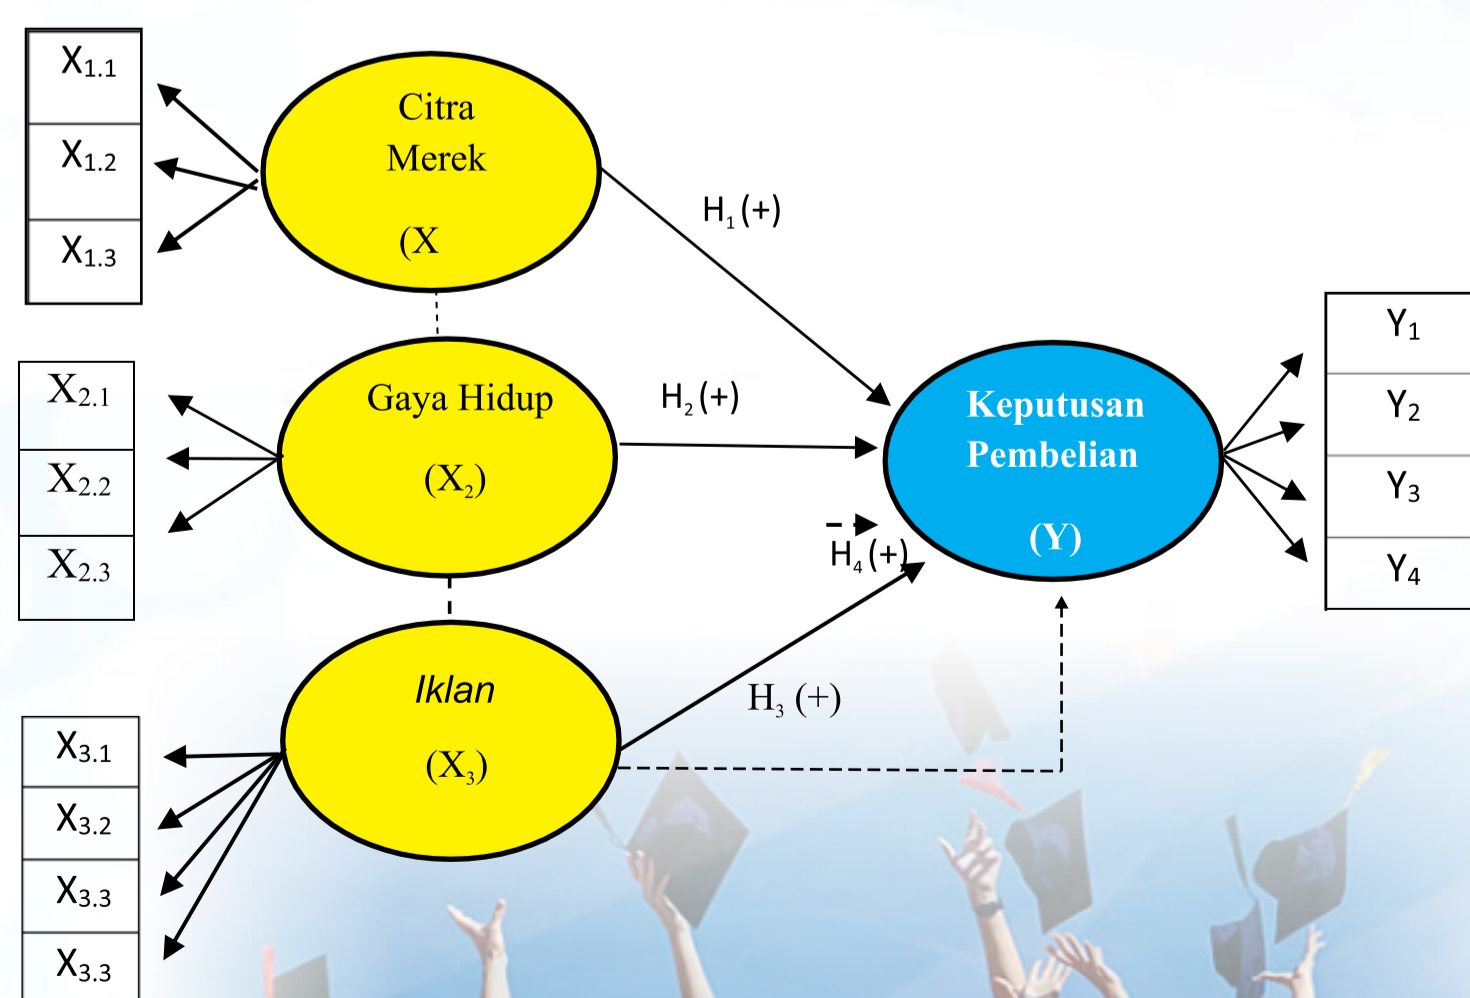 X1.1
X1.2
X1.3
Citra
Merek
(X
H1 (+)
X2.1
X2.2
X2.3
Gaya Hidup
(X2)
H2 (+)
Keputusan
Pembelian
(Y)
Y1
Y2
Y3
Y4
H4 (+)
Iklan
(X3)
H3 (+)
X3.1
X3.2
X3.3
X3.3